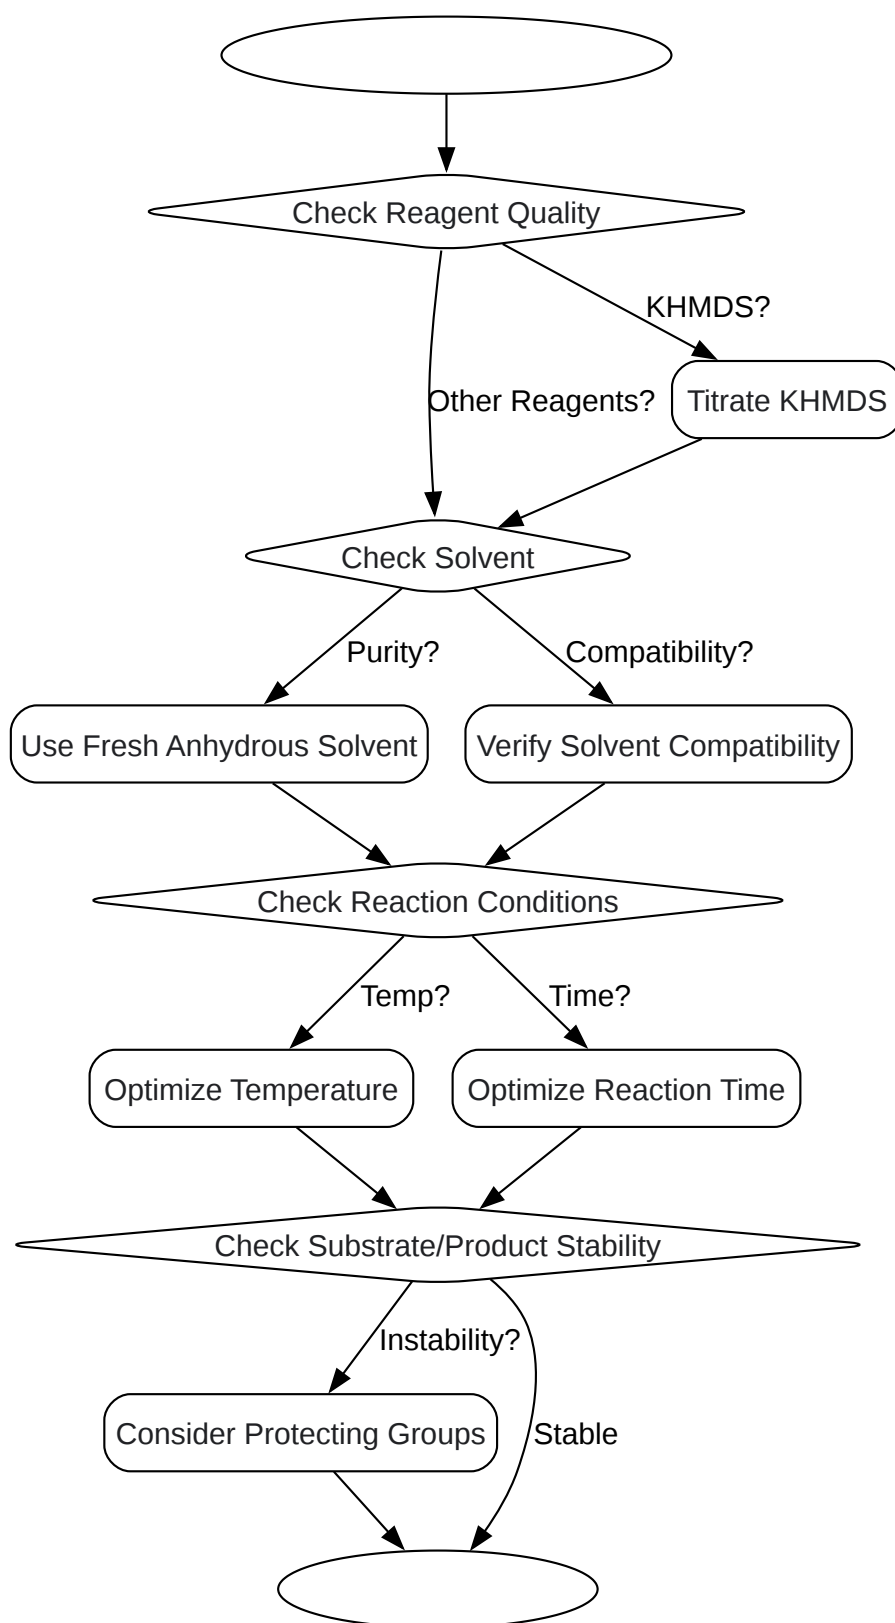 Check Reagent Quality
KHMDS?
Other Reagents?
Titrate KHMDS
Check Solvent
Purity?
Compatibility?
Use Fresh Anhydrous Solvent
Verify Solvent Compatibility
Check Reaction Conditions
Temp?
Time?
Optimize Temperature
Optimize Reaction Time
Check Substrate/Product Stability
Instability?
Consider Protecting Groups
Stable